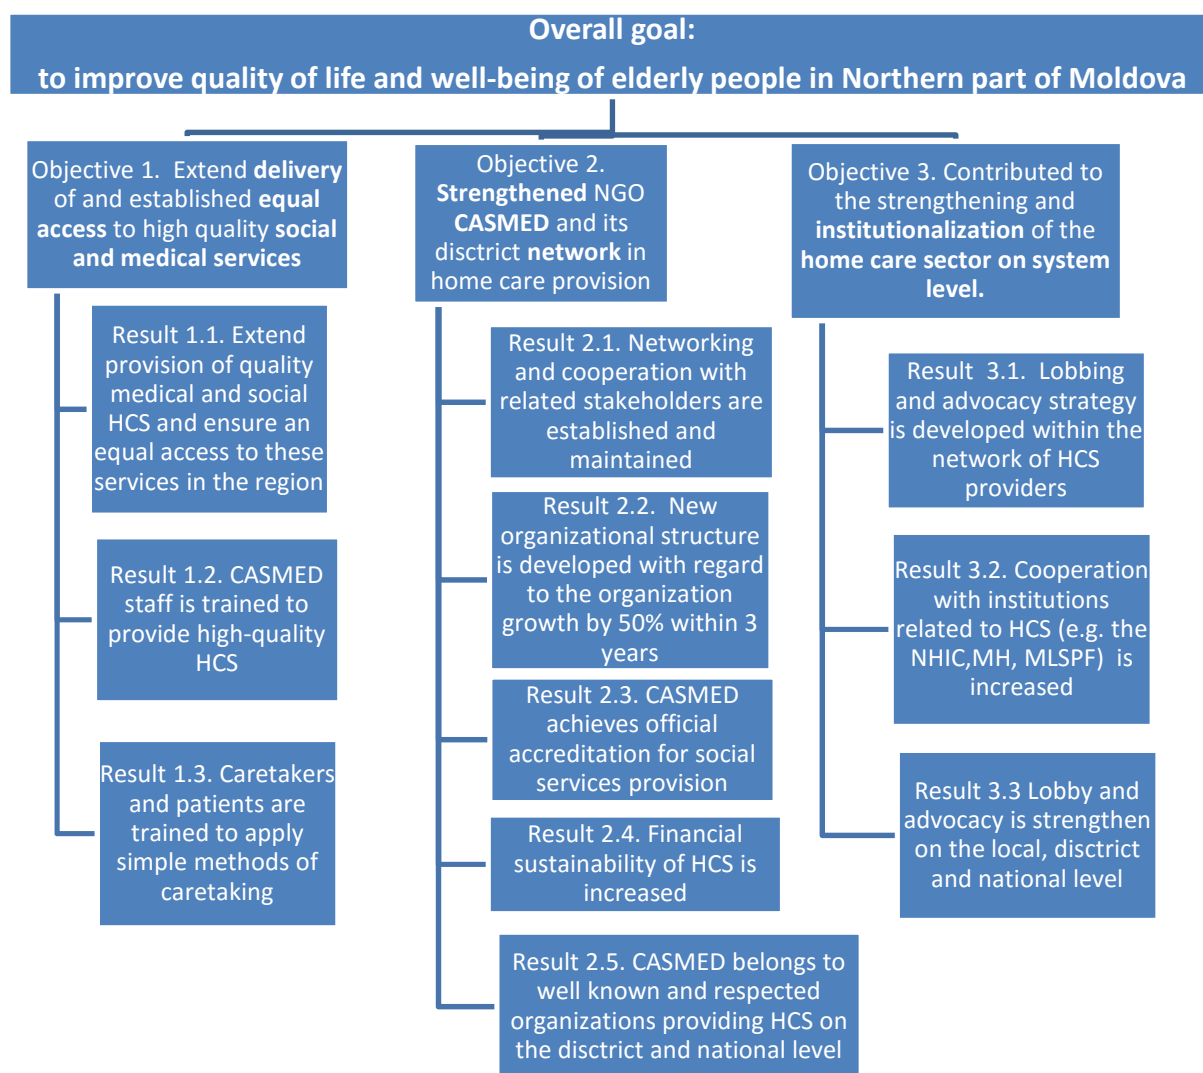 Overall goal:
to improve quality of life and well-being of elderly people in Northern part of Moldova
Objective 1. Extend delivery
of and established equal
access to high quality social
and medical services
Result 1.1. Extend
provision of quality
medical and social
HCS and ensure an
equal access to these
services in the region
Result 1.2. CASMED
staff is trained to
provide high-quality
HCS
Result 1.3. Caretakers
and patients are
trained to apply
simple methods of
caretaking
Objective 2.
Strengthened NGO
CASMED and its
disctrict network in
home care provision
Result 2.1. Networking
and cooperation with
related stakeholders are
established and
maintained
Result 2.2. New
organizational structure
is developed with regard
to the organization
growth by 50% within 3
years
Result 2.3. CASMED
achieves official
accreditation for social
services provision
Result 2.4. Financial
sustainability of HCS is
increased
Result 2.5. CASMED belongs to
well known and respected
organizations providing HCS on
the disctrict and national level
Objective 3. Contributed to
the strengthening and
institutionalization of the
home care sector on system
level.
Result 3.1. Lobbing
and advocacy strategy
is developed within the
network of HCS
providers
Result 3.2. Cooperation
with institutions
related to HCS (e.g. the
NHIC,MH, MLSPF) is
increased
Result 3.3 Lobby and
advocacy is strengthen
on the local, disctrict
and national level